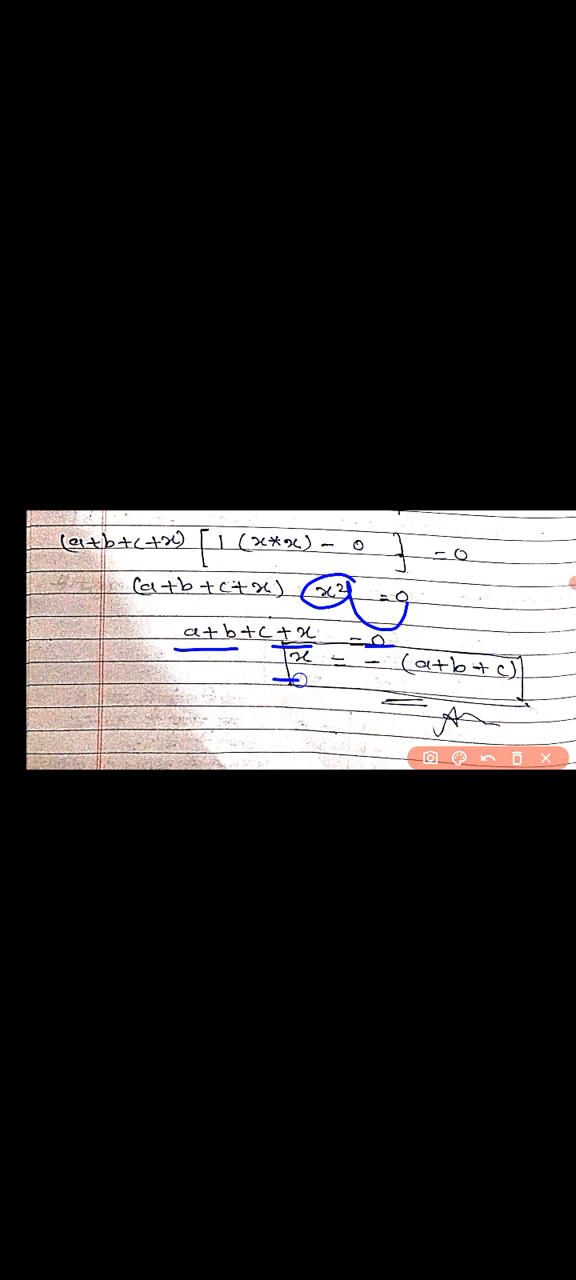 (a+b+c+x) [ 1 (x*x) - 0 ] = 0
(a+b+c+x) x² = 0
a+b+c+x = 0
x = - (a+b+c)